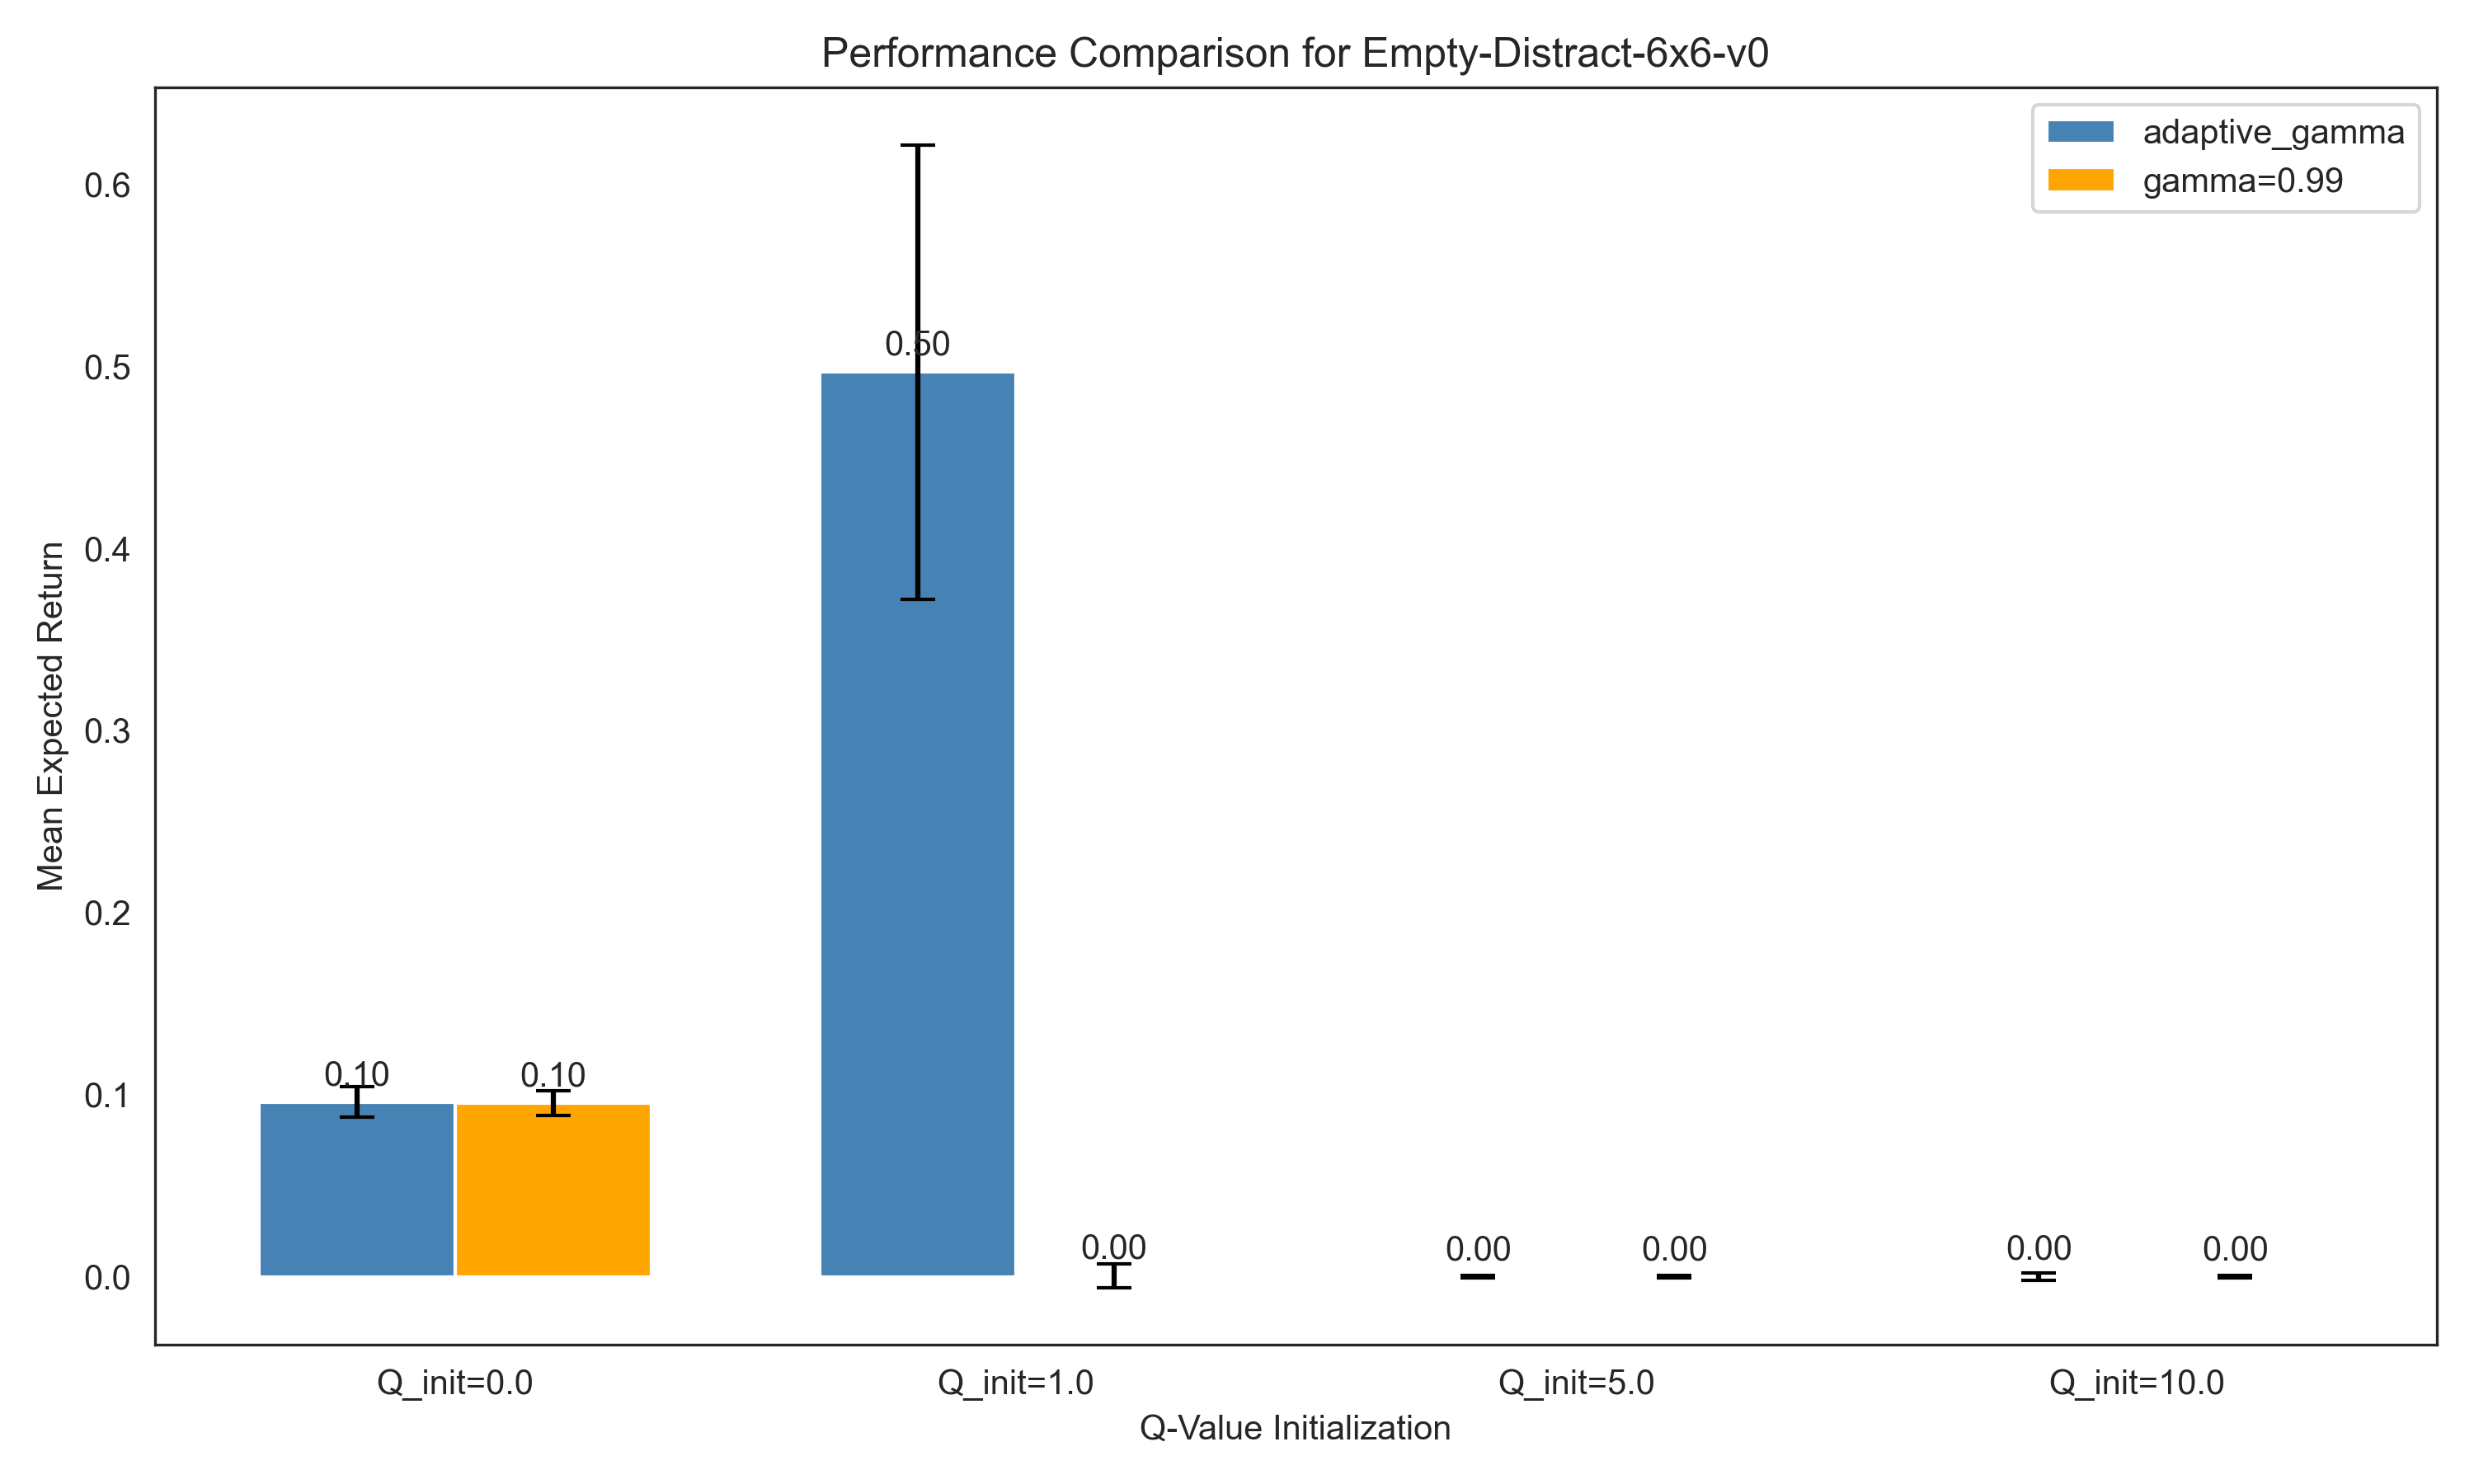 Performance Comparison for Empty-Distract-6x6-v0
adaptive_gamma
gamma=0.99
Mean Expected Return
0.6
0.5
0.4
0.3
0.2
0.1
0.0
0.10
0.10
0.50
0.00
0.00
0.00
0.00
0.00
Q_init=0.0
Q_init=1.0
Q_init=5.0
Q_init=10.0
Q-Value Initialization